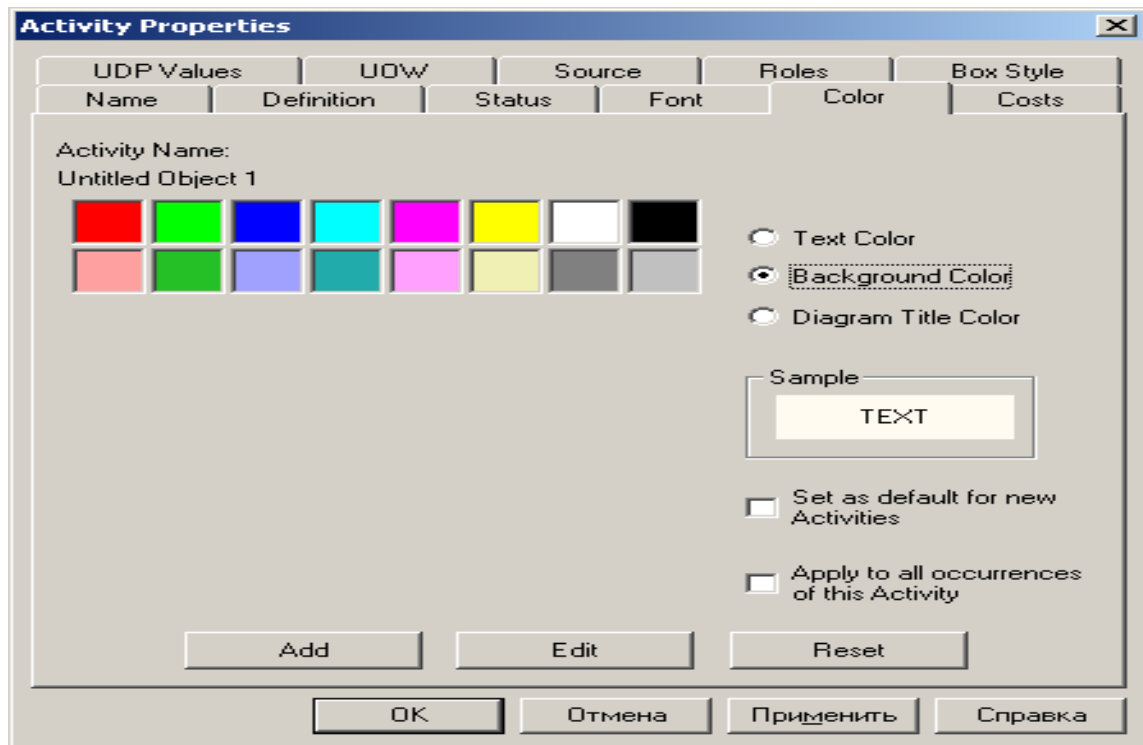 Activity Properties
UDP Values UOW Source Roles Box Style
Name Definition Status Font Color Costs
Activity Name:
Untitled Object 1
Text Color
Background Color
Diagram Title Color
Sample
TEXT
Set as default for new
Activities
Apply to all occurrences
of this Activity
Add Edit Reset
OK Отмена Применить Справка